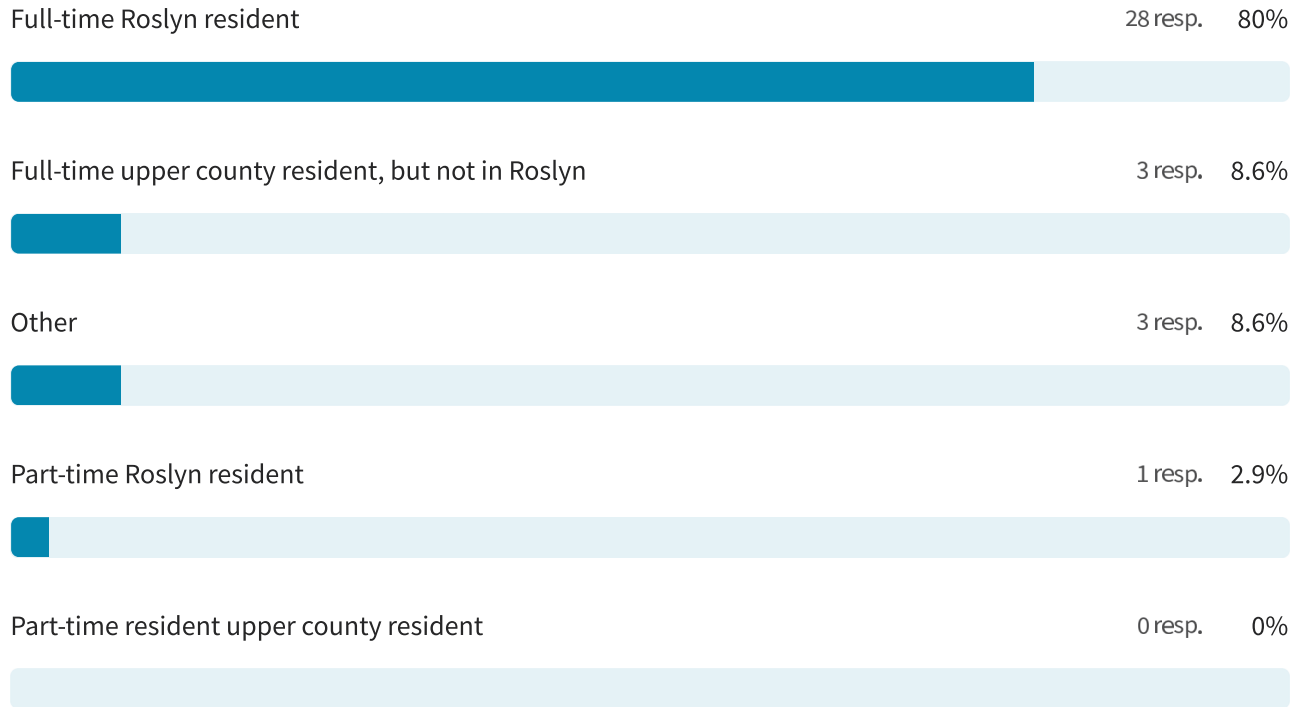 Full-time Roslyn resident 28 resp. 80%
Full-time upper county resident, but not in Roslyn 3 resp. 8.6%
Other 3 resp. 8.6%
Part-time Roslyn resident 1 resp. 2.9%
Part-time resident upper county resident 0 resp. 0%